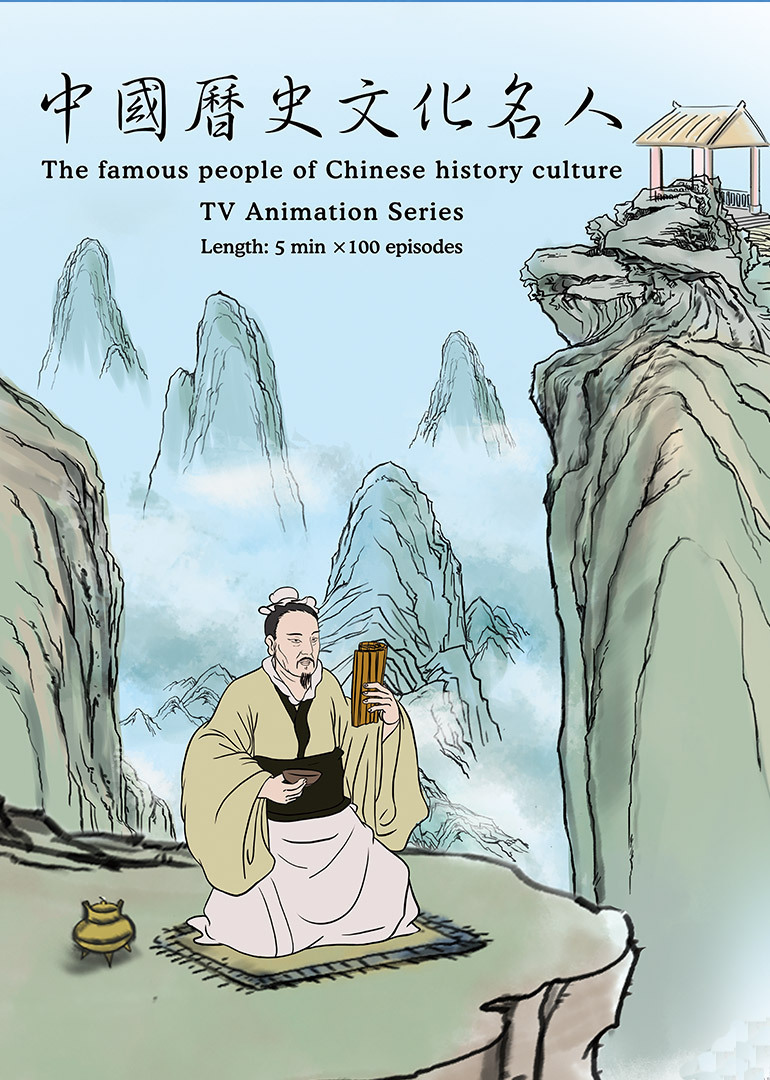 中國曆史文化名人
The famous people of Chinese history culture
TV Animation Series
Length: 5 min ×100 episodes